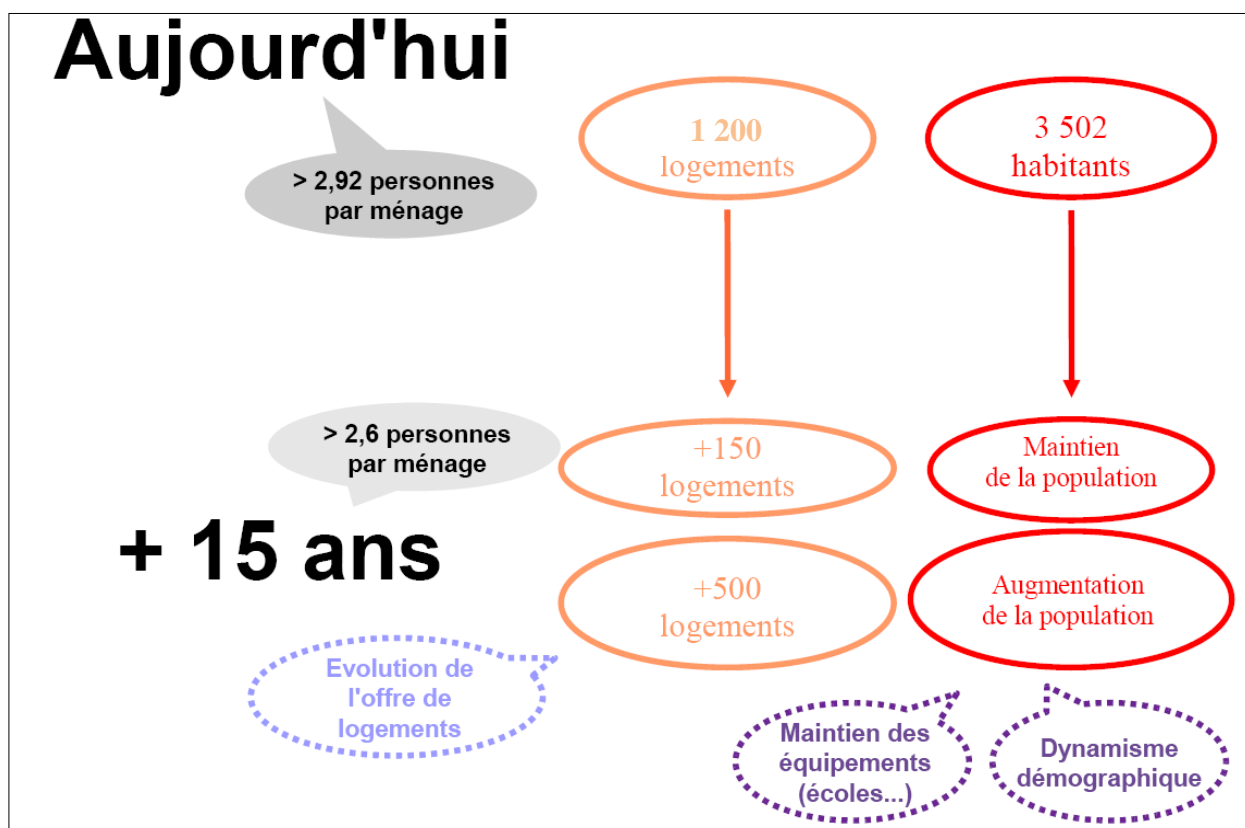 Aujourd'hui
1 200
logements
3 502
habitants
> 2,92 personnes
par ménage
> 2,6 personnes
par ménage
+150
logements
Maintien
de la population
+ 15 ans
+500
logements
Augmentation
de la population
Evolution de
l'offre de
logements
Maintien des
équipements
(écoles...)
Dynamisme
démographique